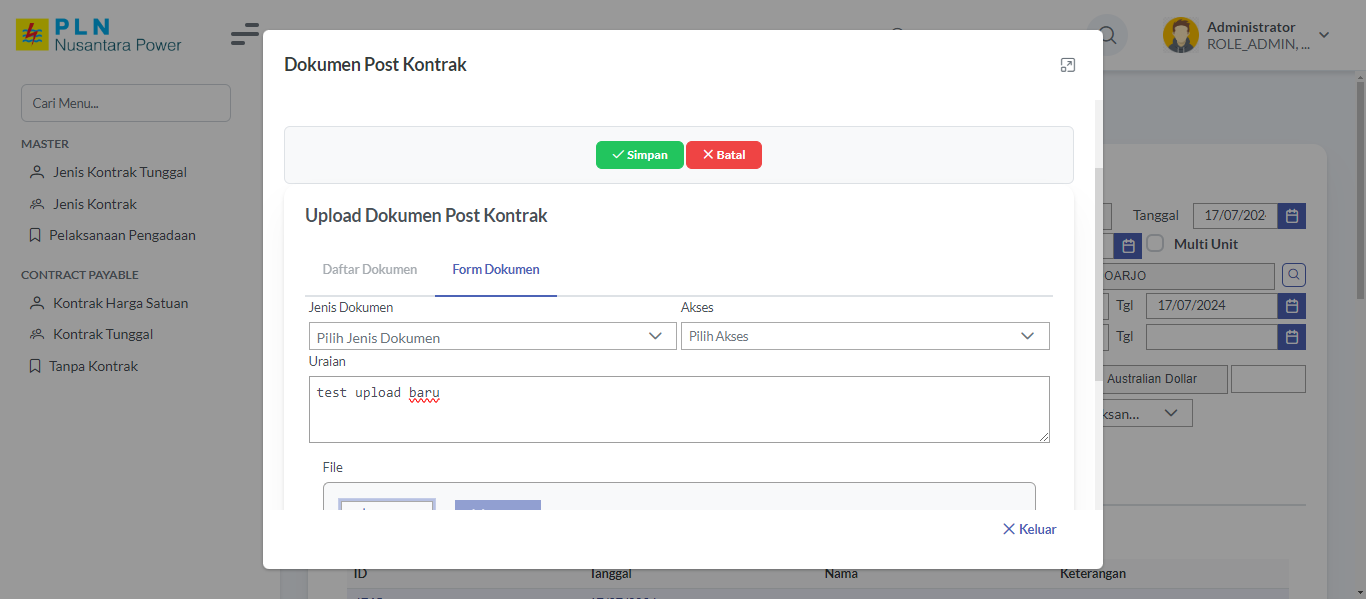 PLN
Nusantara Power
Administrator
ROLE_ADMIN, ...
Cari Menu...
MASTER
Jenis Kontrak Tunggal
Jenis Kontrak
Pelaksanaan Pengadaan
CONTRACT PAYABLE
Kontrak Harga Satuan
Kontrak Tunggal
Tanpa Kontrak
Dokumen Post Kontrak
Simpan
Batal
Upload Dokumen Post Kontrak
Daftar Dokumen
Form Dokumen
Jenis Dokumen
Akses
Pilih Jenis Dokumen
Pilih Akses
Uraian
test upload baru
File
Keluar
Tanggal
17/07/202
Multi Unit
OARJO
Tgl
17/07/2024
Tgl
Australian Dollar
ksan...
ID
Tanggal
Nama
Keterangan